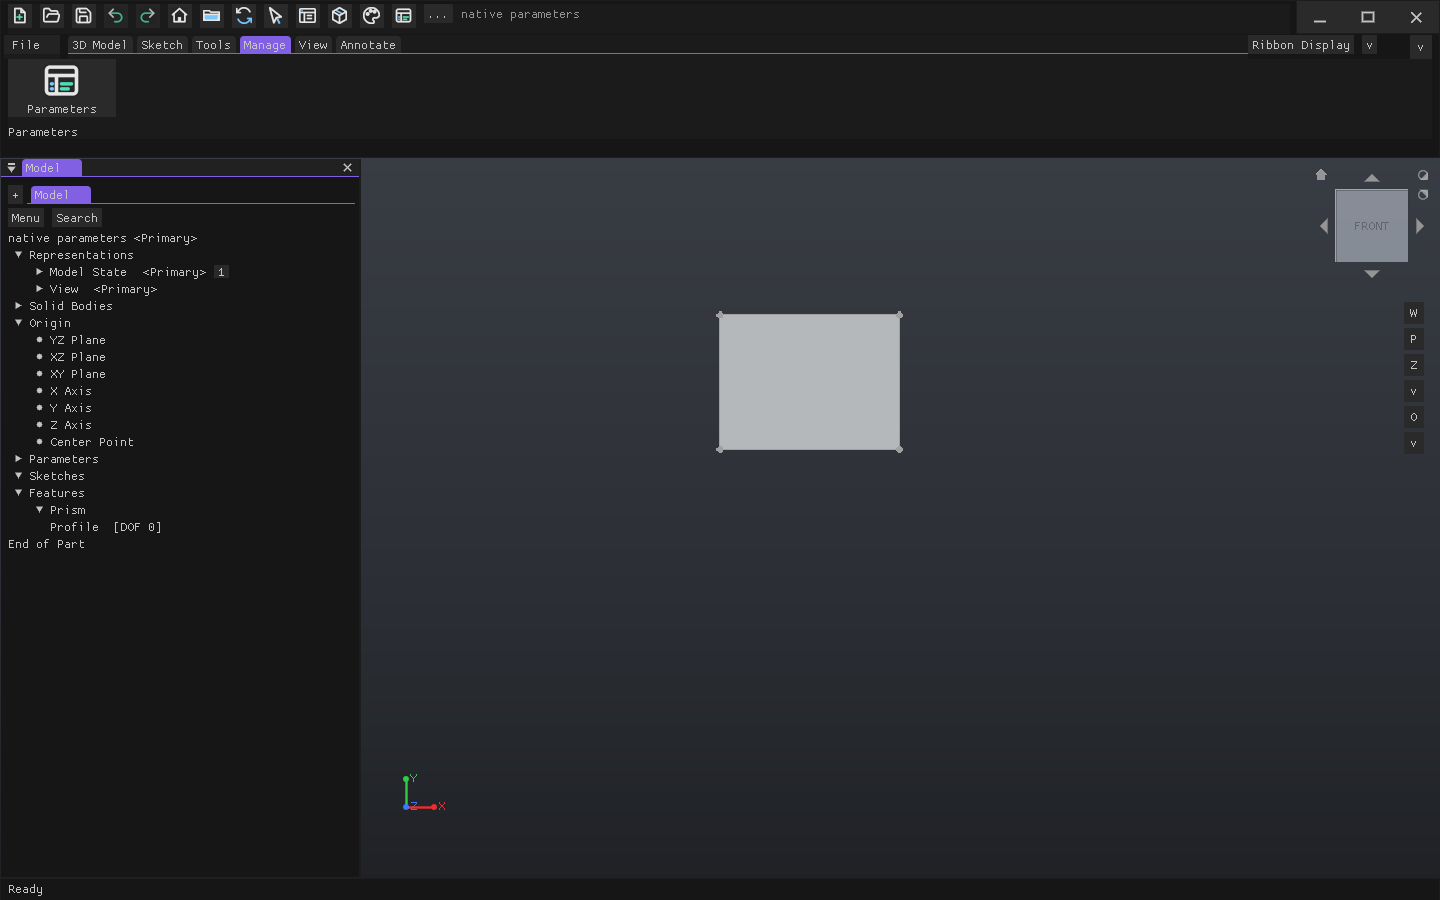 ... native parameters
File 3D Model Sketch Tools Manage View Annotate Ribbon Display v v
Parameters
Parameters
Model
+ Model
Menu Search
native parameters <Primary>
Representations
Model State <Primary> 1
View <Primary>
Solid Bodies
Origin
YZ Plane
XZ Plane
XY Plane
X Axis
Y Axis
Z Axis
Center Point
Parameters
Sketches
Features
Prism
Profile [DOF 0]
End of Part
FRONT
W
P
Z
v
O
v
Y
Z X
Ready